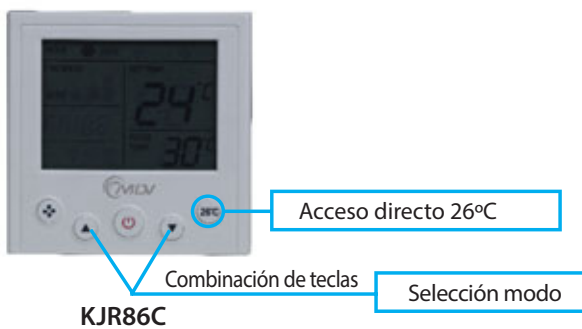 24°C
30°C
MDV
26°C
Acceso directo 26ºC
Combinación de teclas
Selección modo
KJR86C